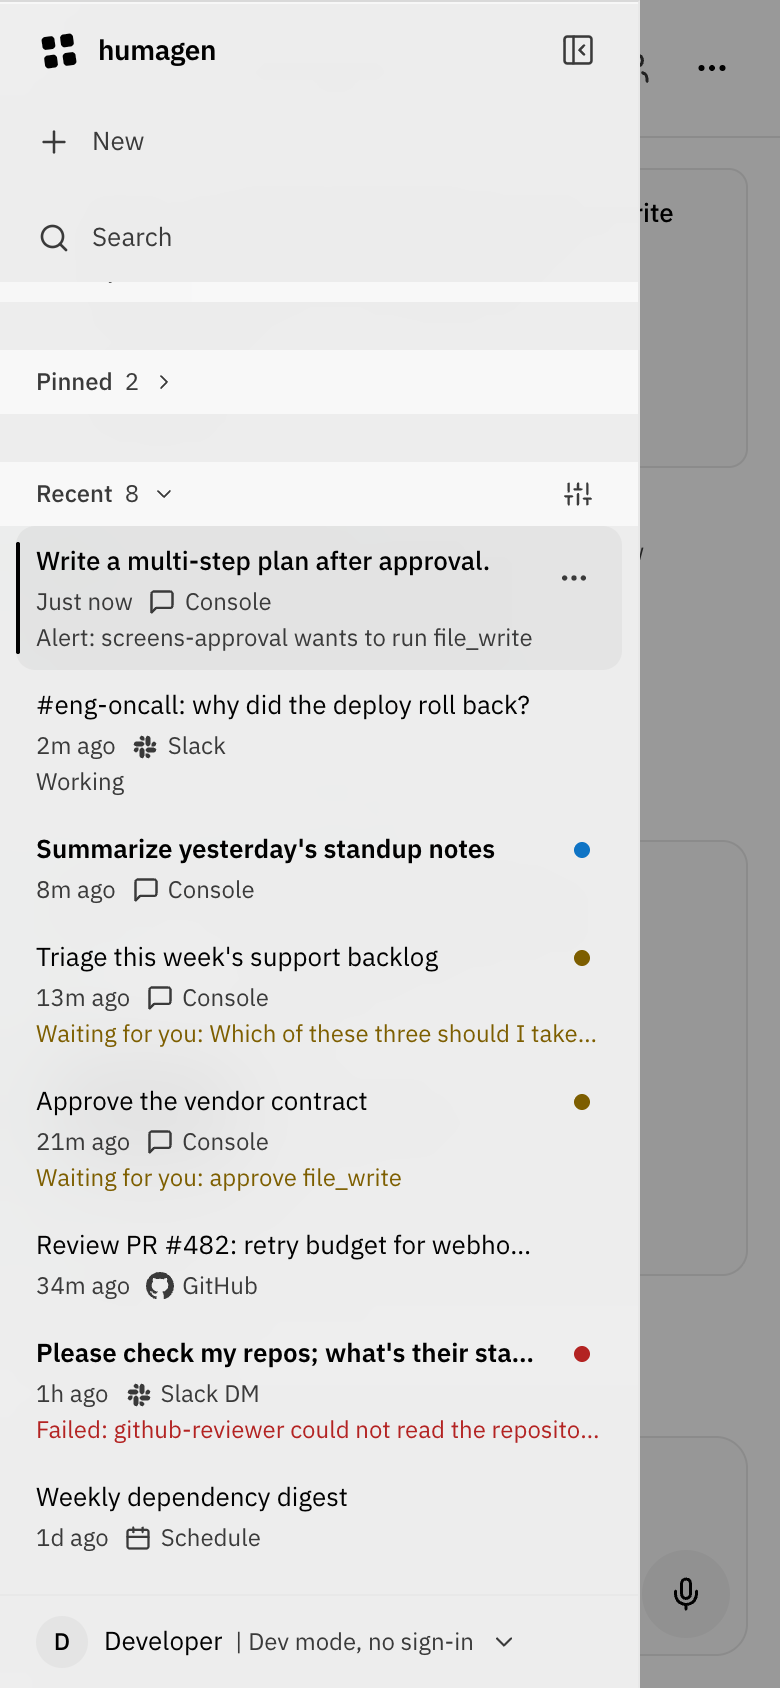 humagen
New
Search
Pinned 2
Recent 8
Write a multi-step plan after approval.
Just now Console
Alert: screens-approval wants to run file_write
#eng-oncall: why did the deploy roll back?
2m ago Slack
Working
Summarize yesterday's standup notes
8m ago Console
Triage this week's support backlog
13m ago Console
Waiting for you: Which of these three should I take...
Approve the vendor contract
21m ago Console
Waiting for you: approve file_write
Review PR #482: retry budget for webho...
34m ago GitHub
Please check my repos; what's their sta...
1h ago Slack DM
Failed: github-reviewer could not read the reposito...
Weekly dependency digest
1d ago Schedule
D Developer | Dev mode, no sign-in